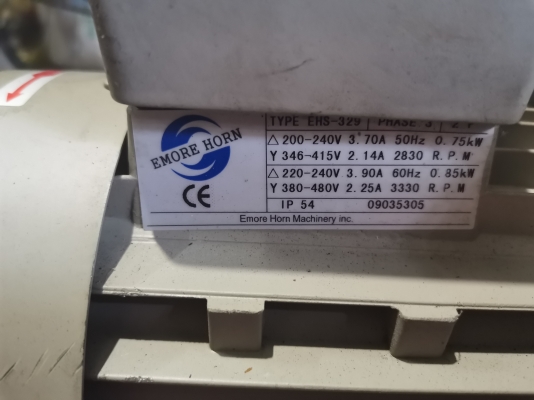 EMORE HORN
CE
TYPE EHS-329 PHASE 3 2 P
△ 200-240V 3.70A 50Hz 0.75kW
Y 346-415V 2.14A 2830 R.P.M
△ 220-240V 3.90A 60Hz 0.85kW
Y 380-480V 2.25A 3330 R.P.M
IP 54 09035305
Emore Horn Machinery inc.